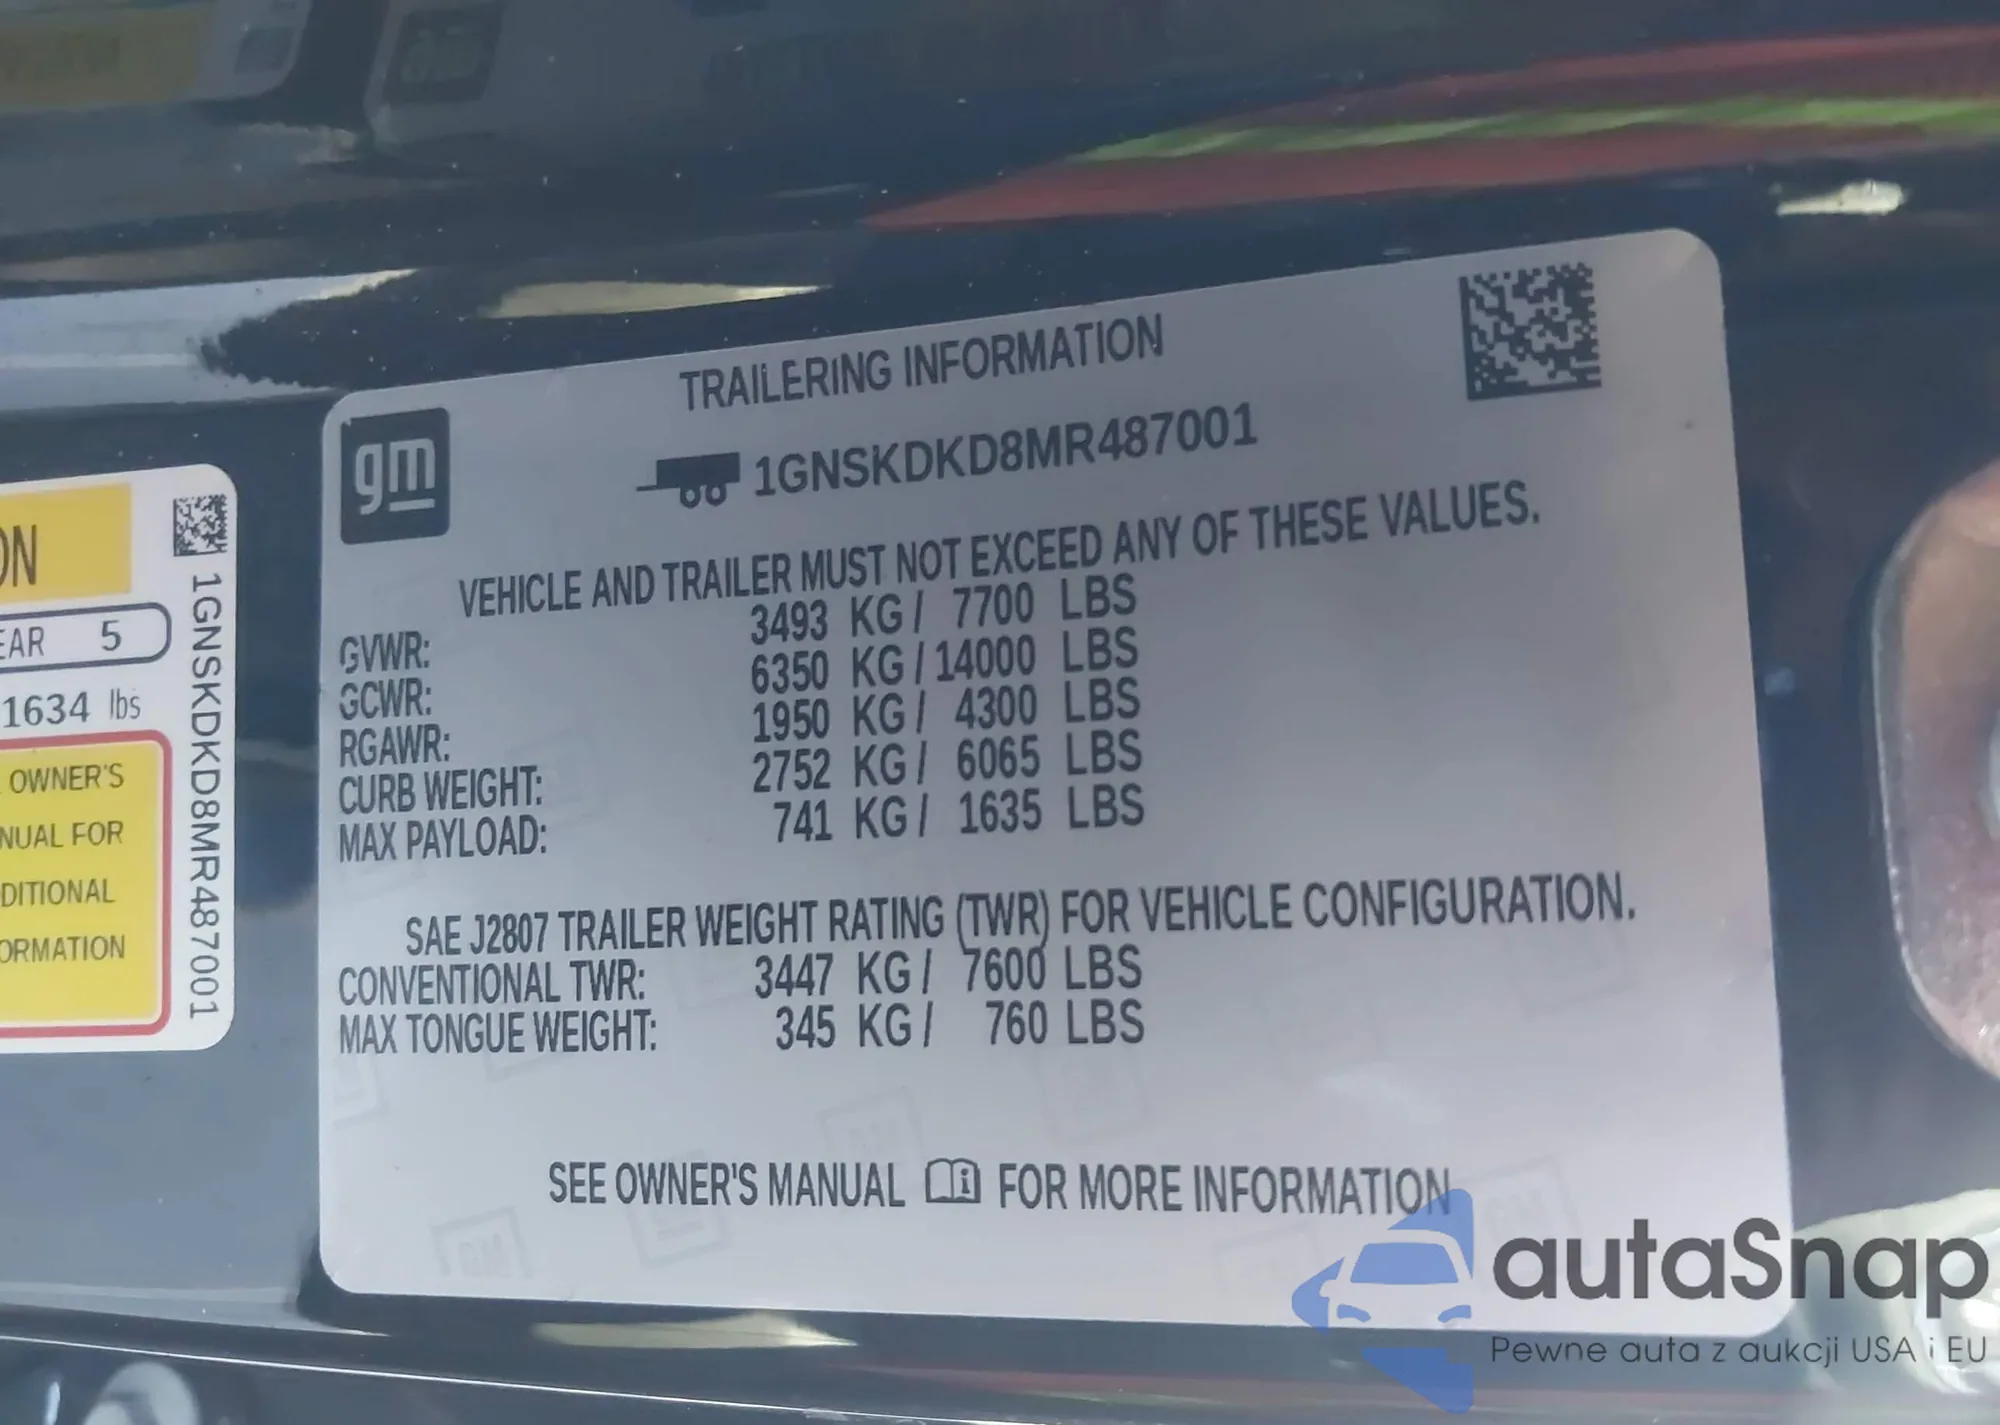 TRAILERING INFORMATION
gm
1GNSKDKD8MR487001
VEHICLE AND TRAILER MUST NOT EXCEED ANY OF THESE VALUES.
GVWR: 3493 KG / 7700 LBS
GCWR: 6350 KG / 14000 LBS
RGAWR: 1950 KG / 4300 LBS
CURB WEIGHT: 2752 KG / 6065 LBS
MAX PAYLOAD: 741 KG / 1635 LBS
SAE J2807 TRAILER WEIGHT RATING (TWR) FOR VEHICLE CONFIGURATION.
CONVENTIONAL TWR: 3447 KG / 7600 LBS
MAX TONGUE WEIGHT: 345 KG / 760 LBS
SEE OWNER'S MANUAL FOR MORE INFORMATION
ON
EAR 5
1634 lbs
OWNER'S
NUAL FOR
DITIONAL
ORMATION
1GNSKDKD8MR487001
autaSnap
Pewne auta z aukcji USA i EU